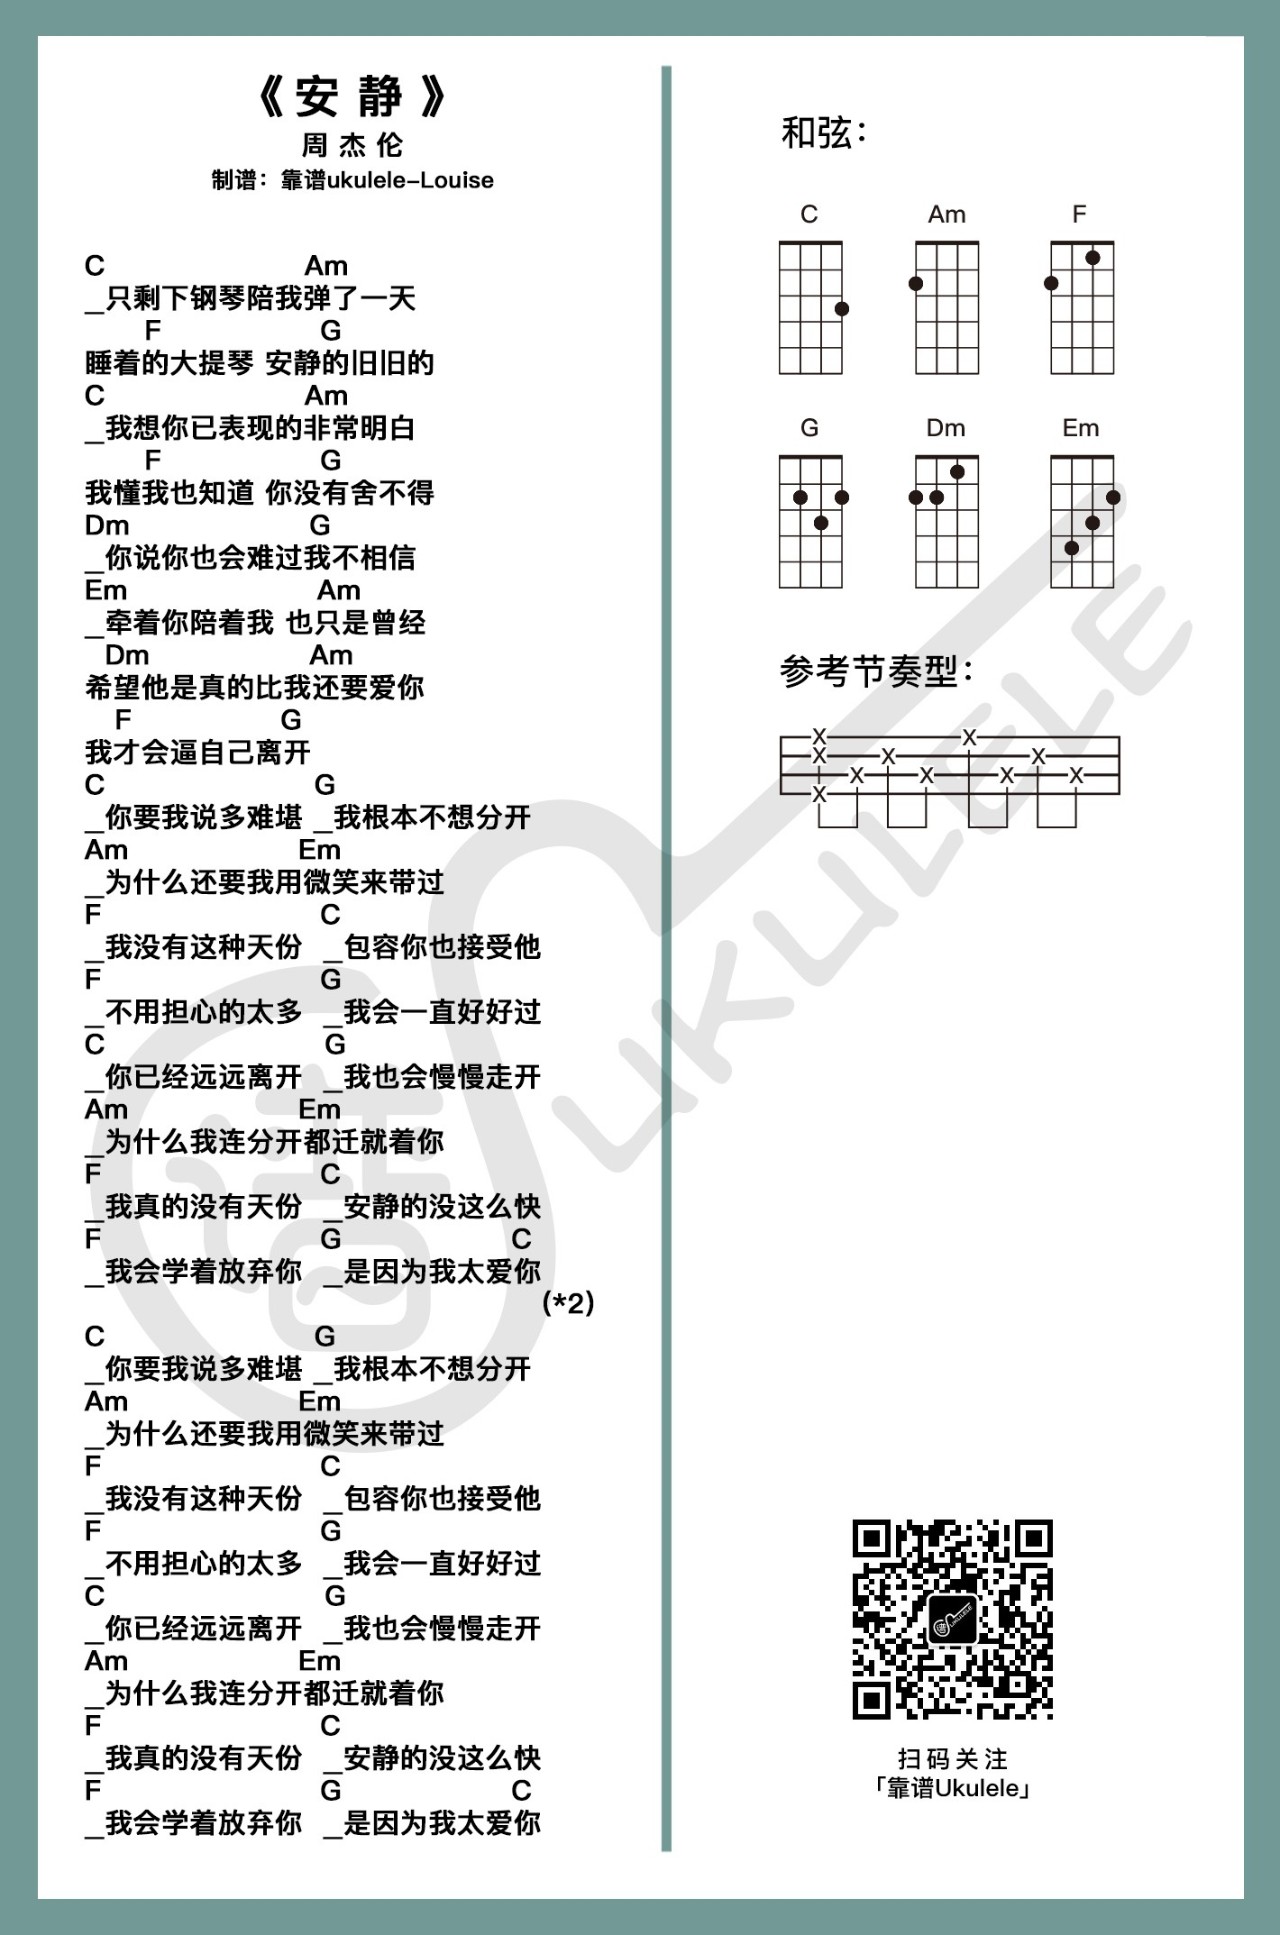 《安静》
周杰伦
制谱：靠谱ukulele-Louise
C Am
_只剩下钢琴陪我弹了一天
F G
睡着的大提琴 安静的旧旧的
C Am
_我想你已表现的非常明白
F G
我懂我也知道 你没有舍不得
Dm G
_你说你也会难过我不相信
Em Am
_牵着你陪着我 也只是曾经
Dm Am
希望他是真的比我还要爱你
F G
我才会逼自己离开
C G
_你要我说多难堪 _我根本不想分开
Am Em
_为什么还要我用微笑来带过
F C
_我没有这种天份 _包容你也接受他
F G
_不用担心的太多 _我会一直好好过
C G
_你已经远远离开 _我也会慢慢走开
Am Em
_为什么我连分开都迁就着你
F C
_我真的没有天份 _安静的没这么快
F G C
_我会学着放弃你 _是因为我太爱你
(*2)
C G
_你要我说多难堪 _我根本不想分开
Am Em
_为什么还要我用微笑来带过
F C
_我没有这种天份 _包容你也接受他
F G
_不用担心的太多 _我会一直好好过
C G
_你已经远远离开 _我也会慢慢走开
Am Em
_为什么我连分开都迁就着你
F C
_我真的没有天份 _安静的没这么快
F G C
_我会学着放弃你 _是因为我太爱你
和弦：
C Am F
G Dm Em
参考节奏型：
X X
X X X
X X X X
X
谱 UKULELE
扫码关注
「靠谱Ukulele」